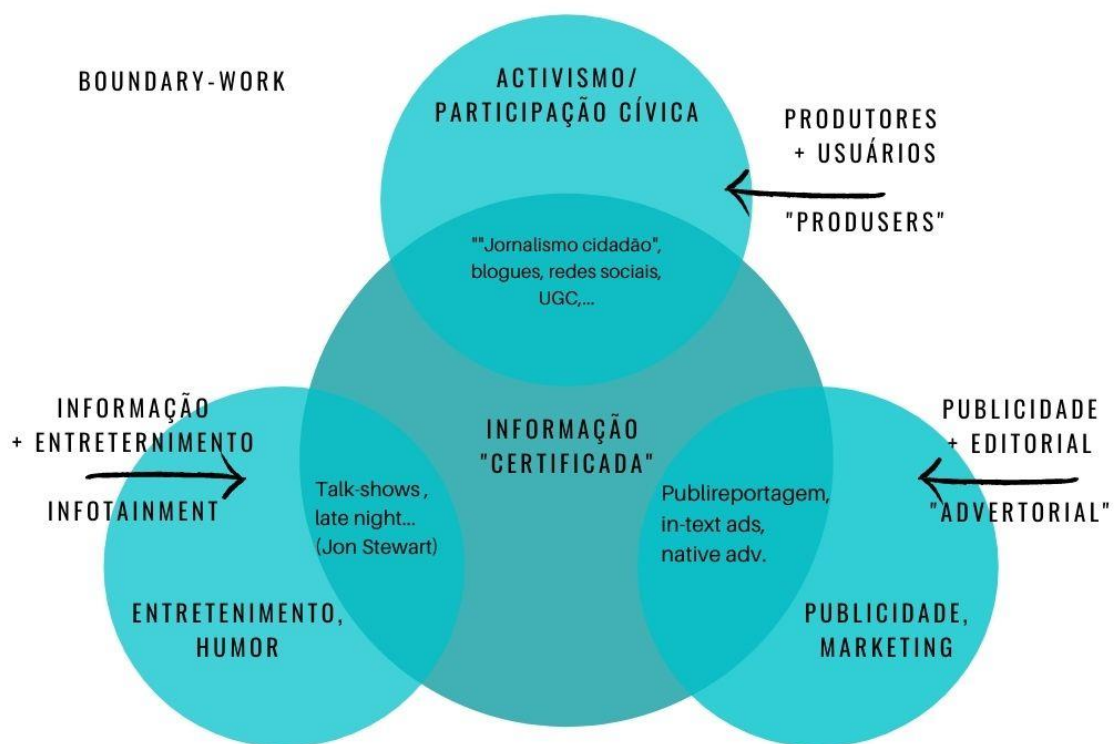 BOUNDARY-WORK
ACTIVISMO/
PARTICIPAÇÃO CÍVICA
PRODUTORES
+ USUÁRIOS
"PRODUSERS"
""Jornalismo cidadão",
blogues, redes sociais,
UGC,...
INFORMAÇÃO
+ ENTRETERNIMENTO
INFOTAINMENT
INFORMAÇÃO
"CERTIFICADA"
PUBLICIDADE
+ EDITORIAL
"ADVERTORIAL"
Talk-shows ,
late night...
(Jon Stewart)
Publireportagem,
in-text ads,
native adv.
ENTRETENIMENTO,
HUMOR
PUBLICIDADE,
MARKETING